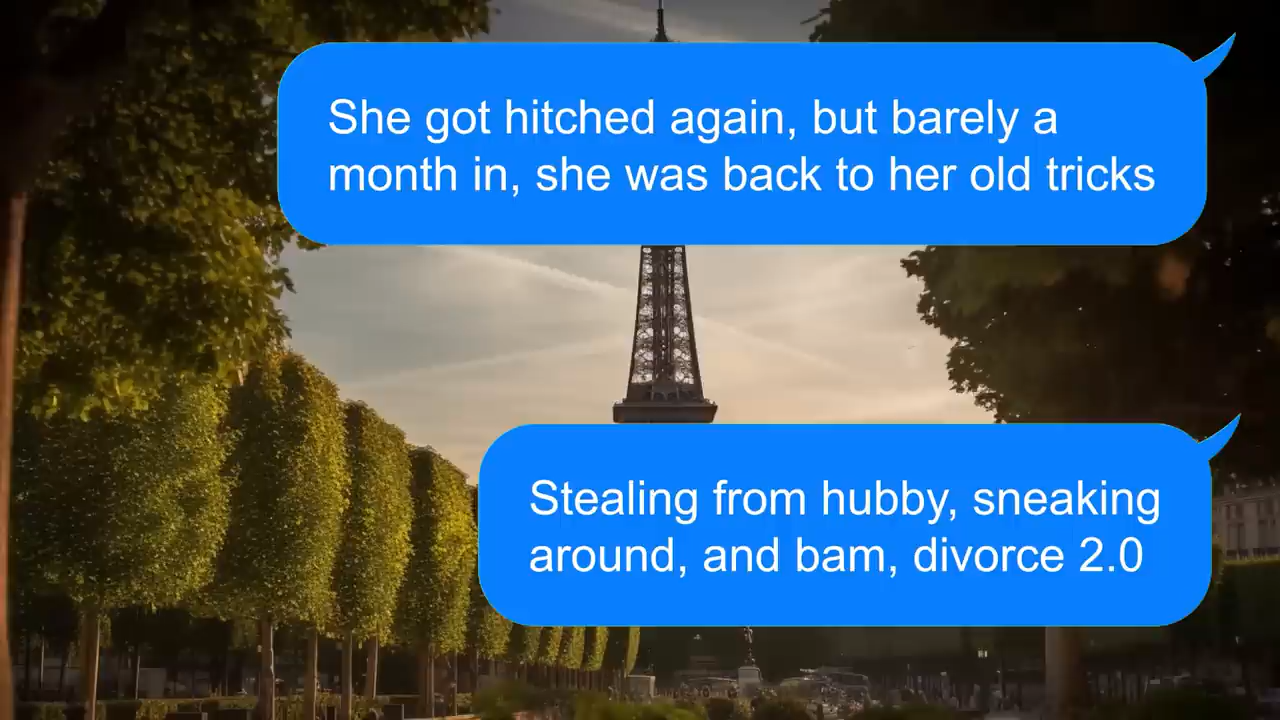 She got hitched again, but barely a
month in, she was back to her old tricks
Stealing from hubby, sneaking
around, and bam, divorce 2.0